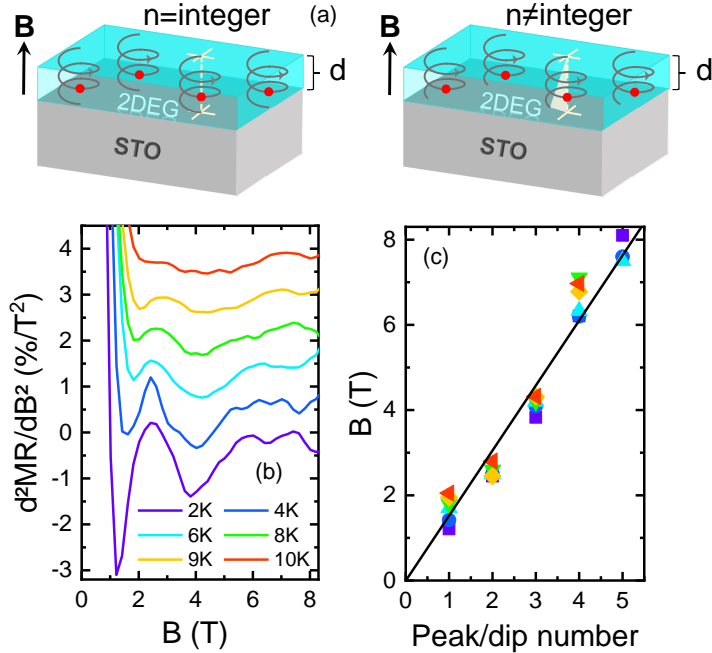 n=integer (a) n≠integer
B B
d d
2DEG 2DEG
STO STO
d²MR/dB² (%/T²)
4
3
2
1
0
-1
-2
-3
(b)
2K 4K
6K 8K
9K 10K
0 2 4 6 8
B (T)
(c)
B (T)
8
6
4
2
0
0 1 2 3 4 5
Peak/dip number